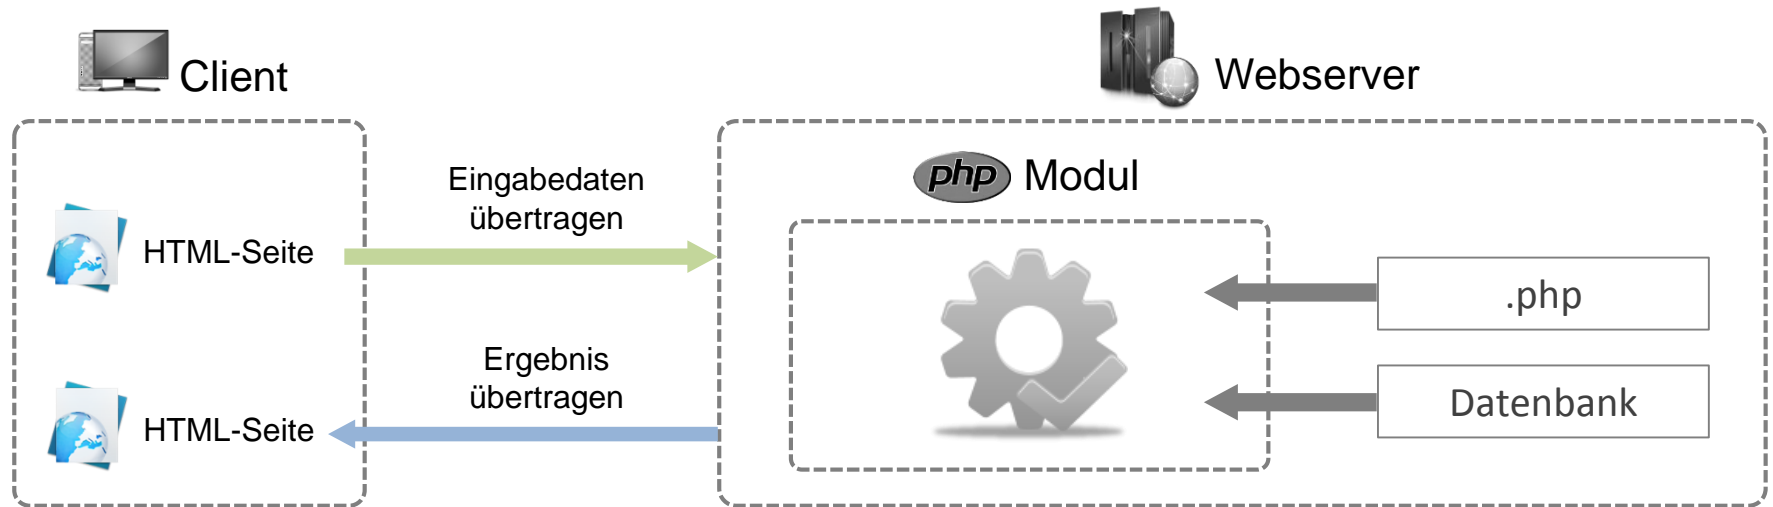 Client
Webserver
php Modul
Eingabedaten
übertragen
HTML-Seite
.php
Ergebnis
übertragen
HTML-Seite
Datenbank